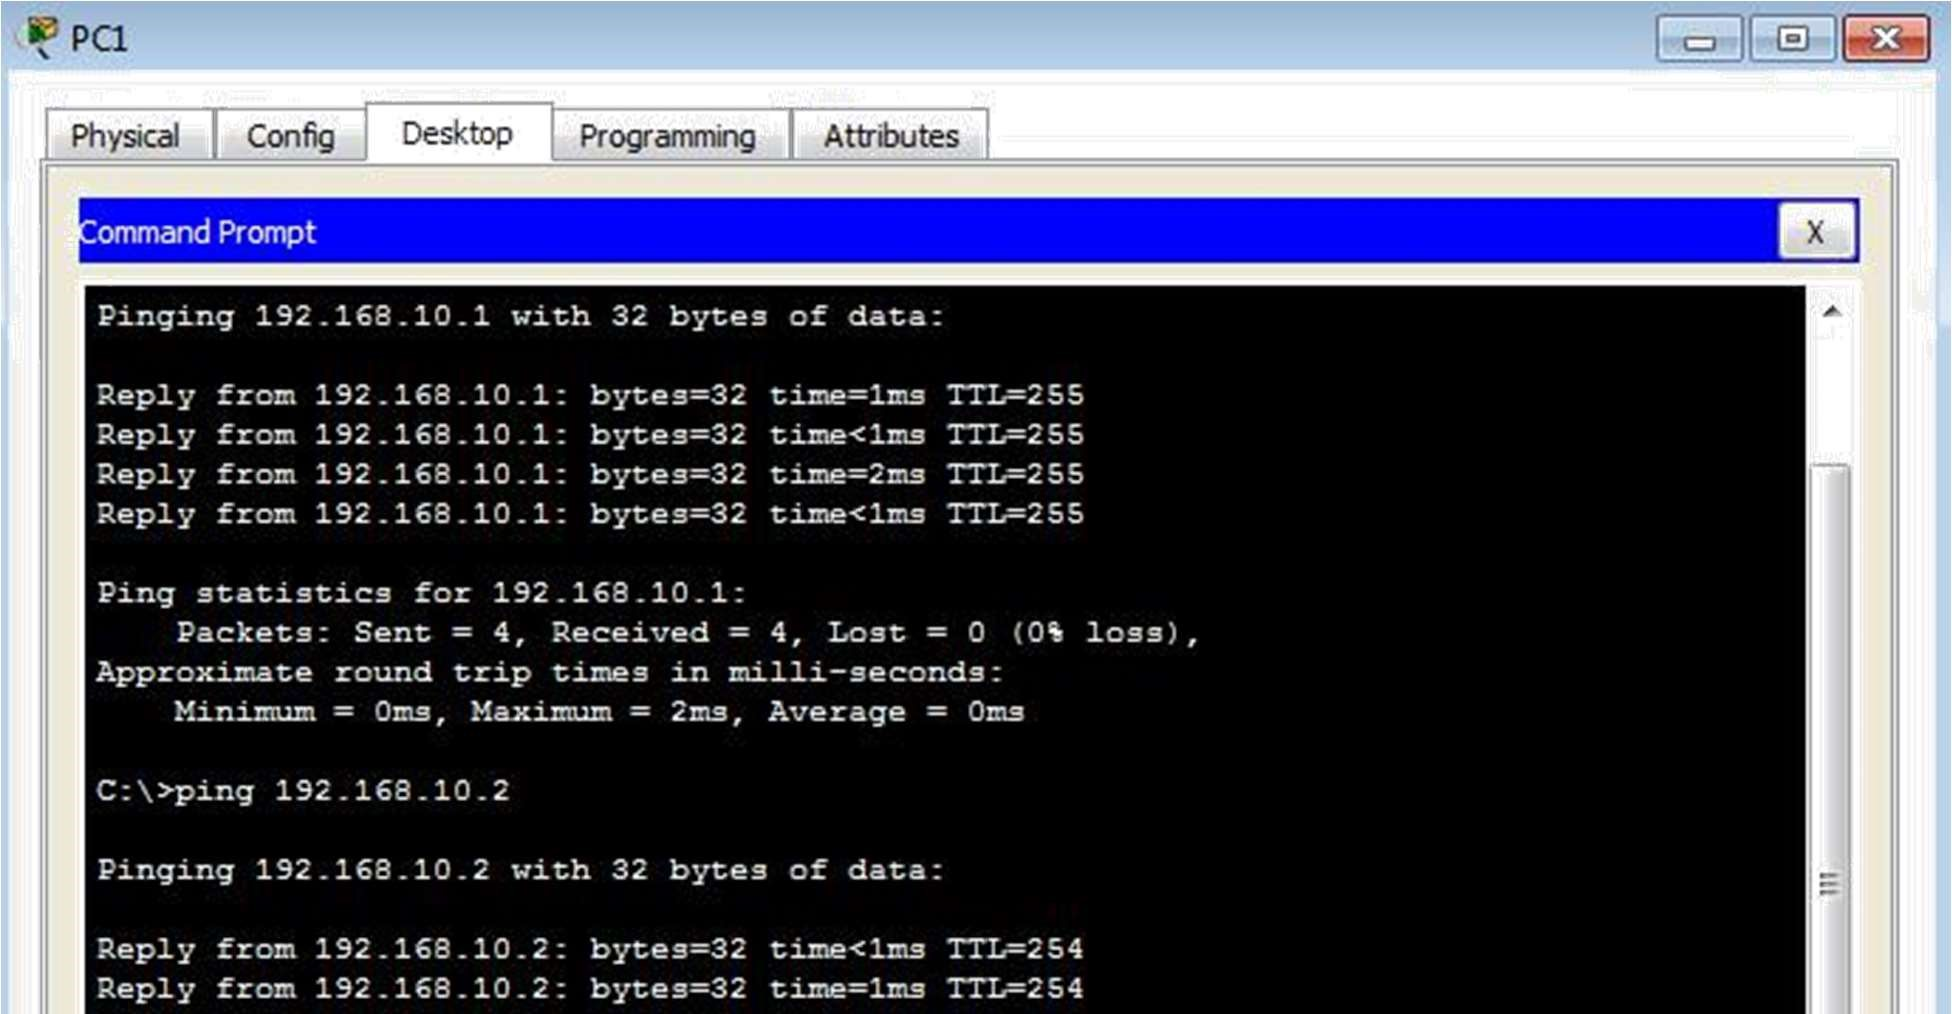 PC1
Physical Config Desktop Programming Attributes
Command Prompt X
Pinging 192.168.10.1 with 32 bytes of data:
Reply from 192.168.10.1: bytes=32 time=1ms TTL=255
Reply from 192.168.10.1: bytes=32 time<1ms TTL=255
Reply from 192.168.10.1: bytes=32 time=2ms TTL=255
Reply from 192.168.10.1: bytes=32 time<1ms TTL=255
Ping statistics for 192.168.10.1:
    Packets: Sent = 4, Received = 4, Lost = 0 (0% loss),
Approximate round trip times in milli-seconds:
    Minimum = 0ms, Maximum = 2ms, Average = 0ms
C:\>ping 192.168.10.2
Pinging 192.168.10.2 with 32 bytes of data:
Reply from 192.168.10.2: bytes=32 time<1ms TTL=254
Reply from 192.168.10.2: bytes=32 time=1ms TTL=254